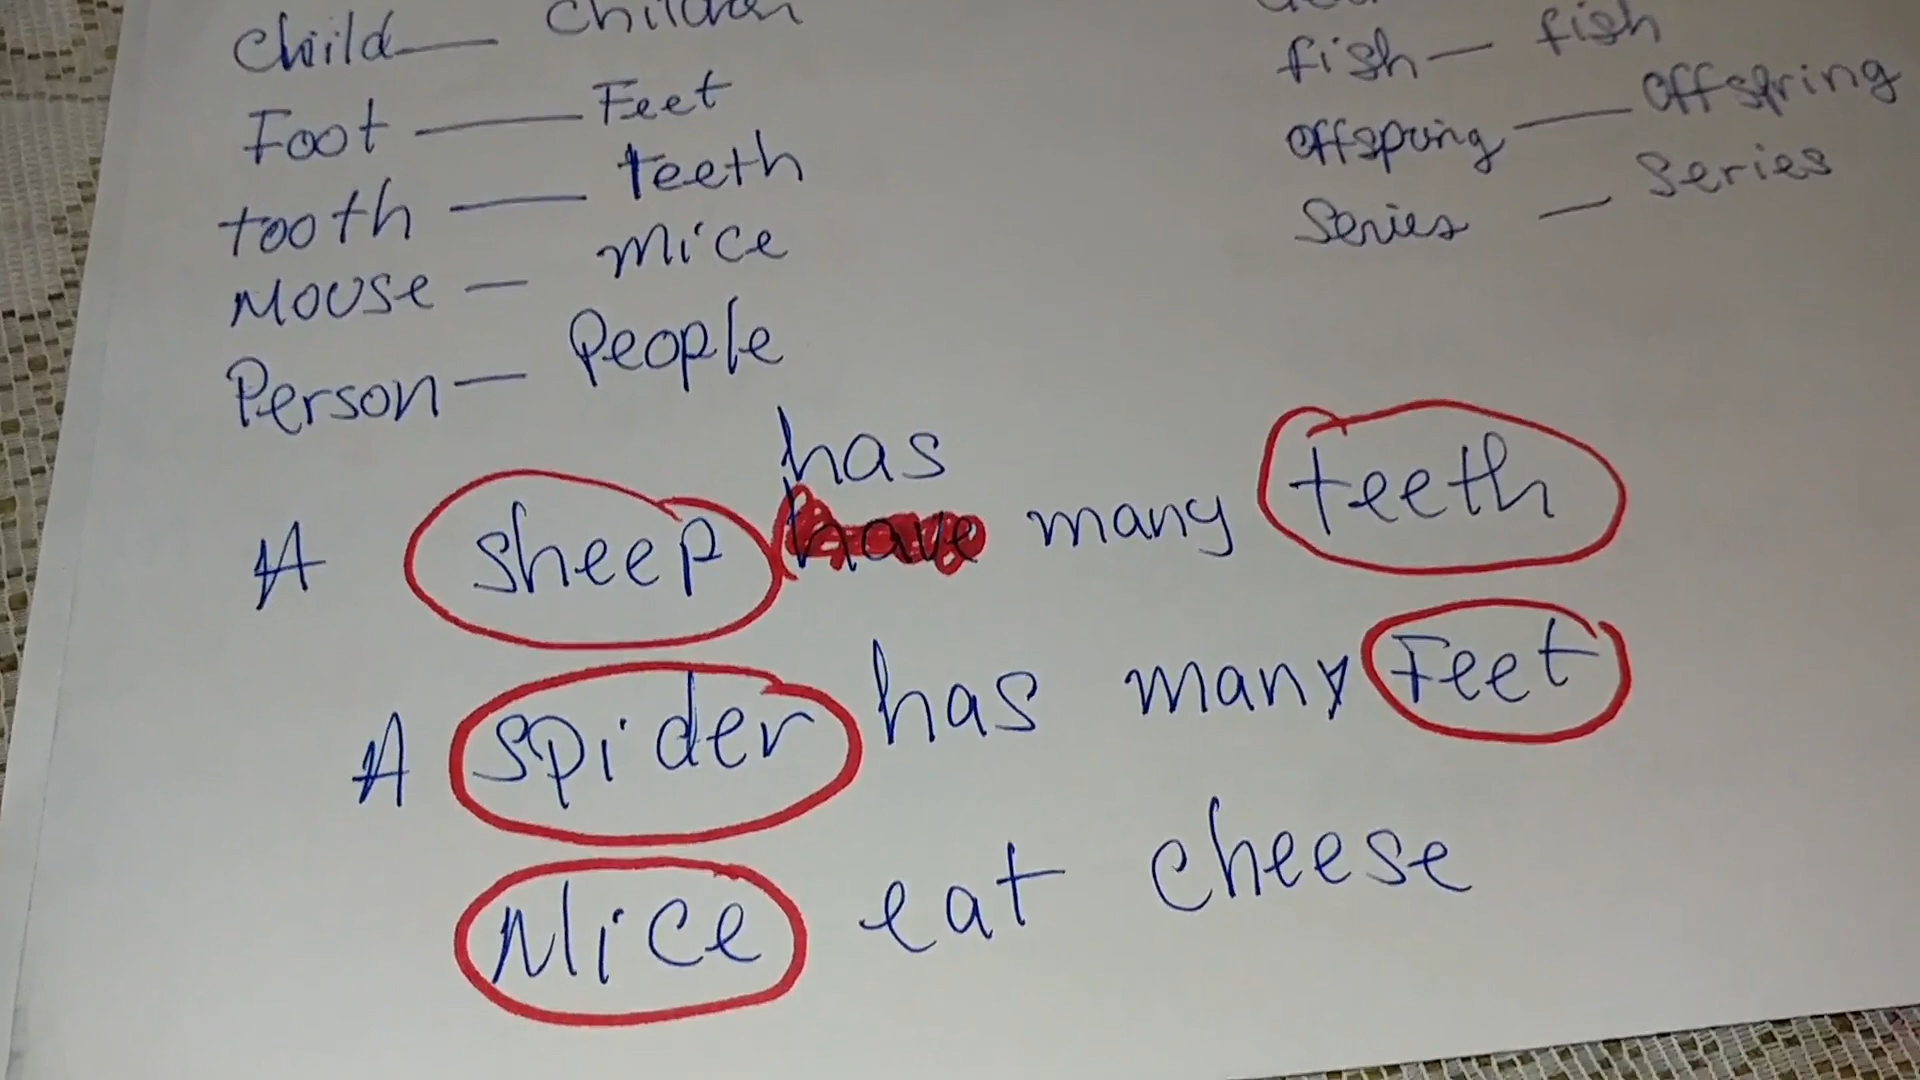 Child — Children
Foot — Feet
tooth — teeth
Mouse — mice
Person — People
fish — fish
offspring — offspring
Series — Series
has
A sheep have many teeth
A spider has many Feet
Mice eat cheese